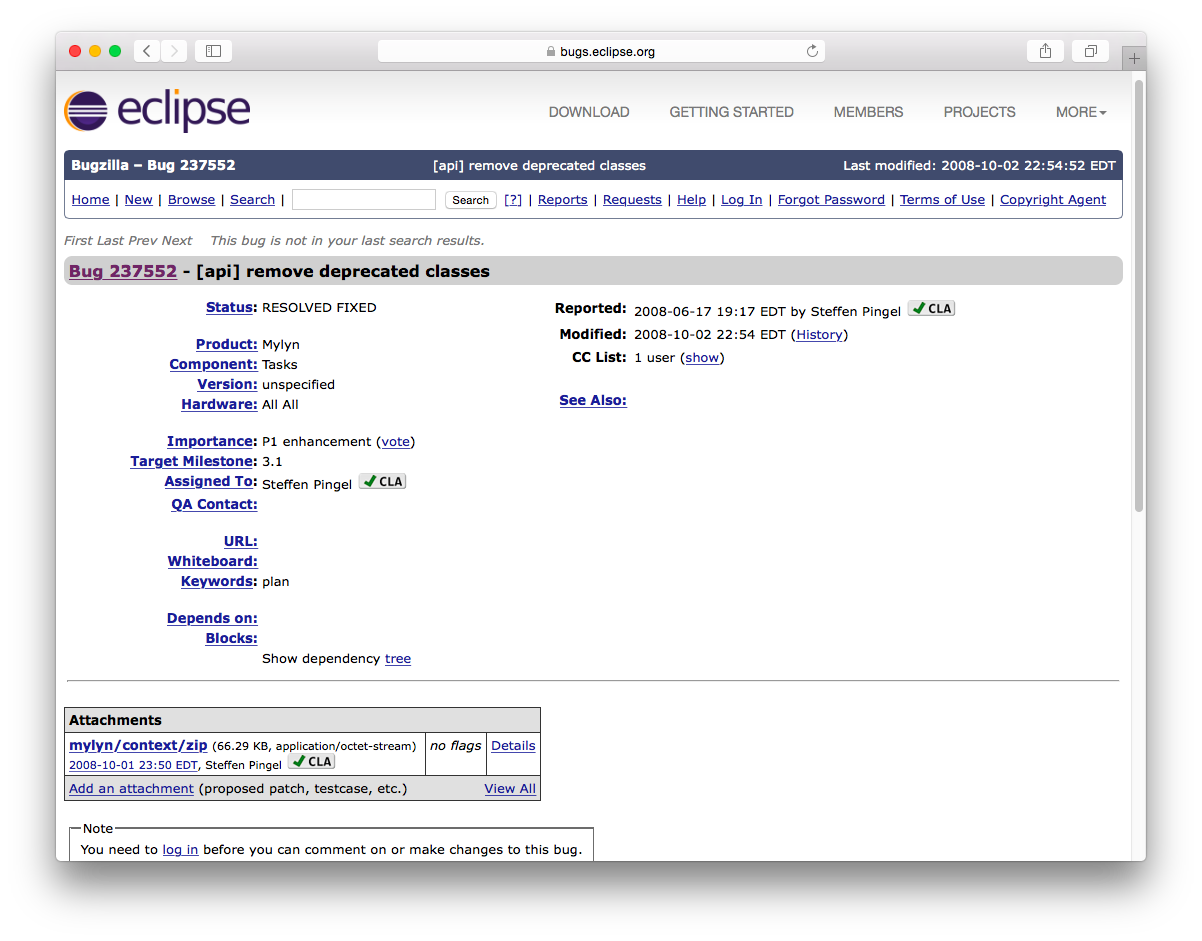 bugs.eclipse.org
eclipse
DOWNLOAD GETTING STARTED MEMBERS PROJECTS MORE
Bugzilla – Bug 237552 [api] remove deprecated classes Last modified: 2008-10-02 22:54:52 EDT
Home | New | Browse | Search | Search [?] | Reports | Requests | Help | Log In | Forgot Password | Terms of Use | Copyright Agent
First Last Prev Next This bug is not in your last search results.
Bug 237552 - [api] remove deprecated classes
Status: RESOLVED FIXED
Product: Mylyn
Component: Tasks
Version: unspecified
Hardware: All All
Importance: P1 enhancement (vote)
Target Milestone: 3.1
Assigned To: Steffen Pingel CLA
QA Contact:
URL:
Whiteboard:
Keywords: plan
Depends on:
Blocks:
Show dependency tree
Reported: 2008-06-17 19:17 EDT by Steffen Pingel CLA
Modified: 2008-10-02 22:54 EDT (History)
CC List: 1 user (show)
See Also:
Attachments
mylyn/context/zip (66.29 KB, application/octet-stream) no flags Details
2008-10-01 23:50 EDT, Steffen Pingel CLA
Add an attachment (proposed patch, testcase, etc.) View All
Note
You need to log in before you can comment on or make changes to this bug.